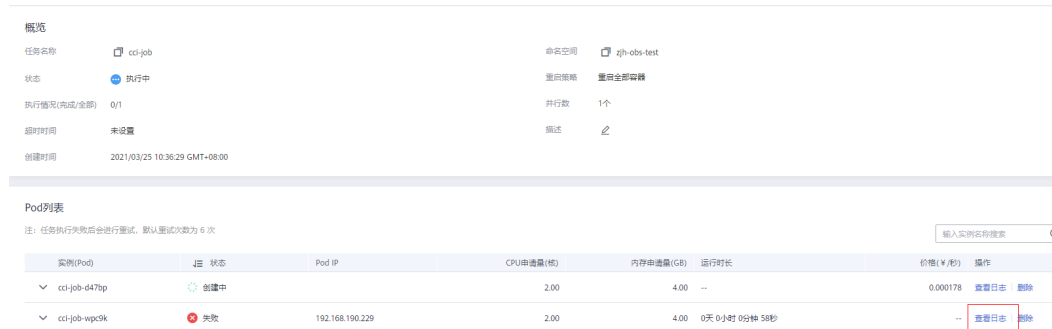 概览
任务名称 cci-job 命名空间 zjh-obs-test
状态 执行中 重启策略 重启全部容器
执行情况(完成/全部) 0/1 并行数 1个
超时时间 未设置 描述
创建时间 2021/03/25 10:36:29 GMT+08:00
Pod列表
注：任务执行失败后会进行重试，默认重试次数为 6 次 输入实例名称搜索
实例(Pod) 状态 Pod IP CPU申请量(核) 内存申请量(GB) 运行时长 价格(￥/秒) 操作
cci-job-d47bp 创建中 2.00 4.00 -- 0.000178 查看日志 删除
cci-job-wpc9k 失败 192.168.190.229 2.00 4.00 0天 0小时 0分钟 58秒 -- 查看日志 删除